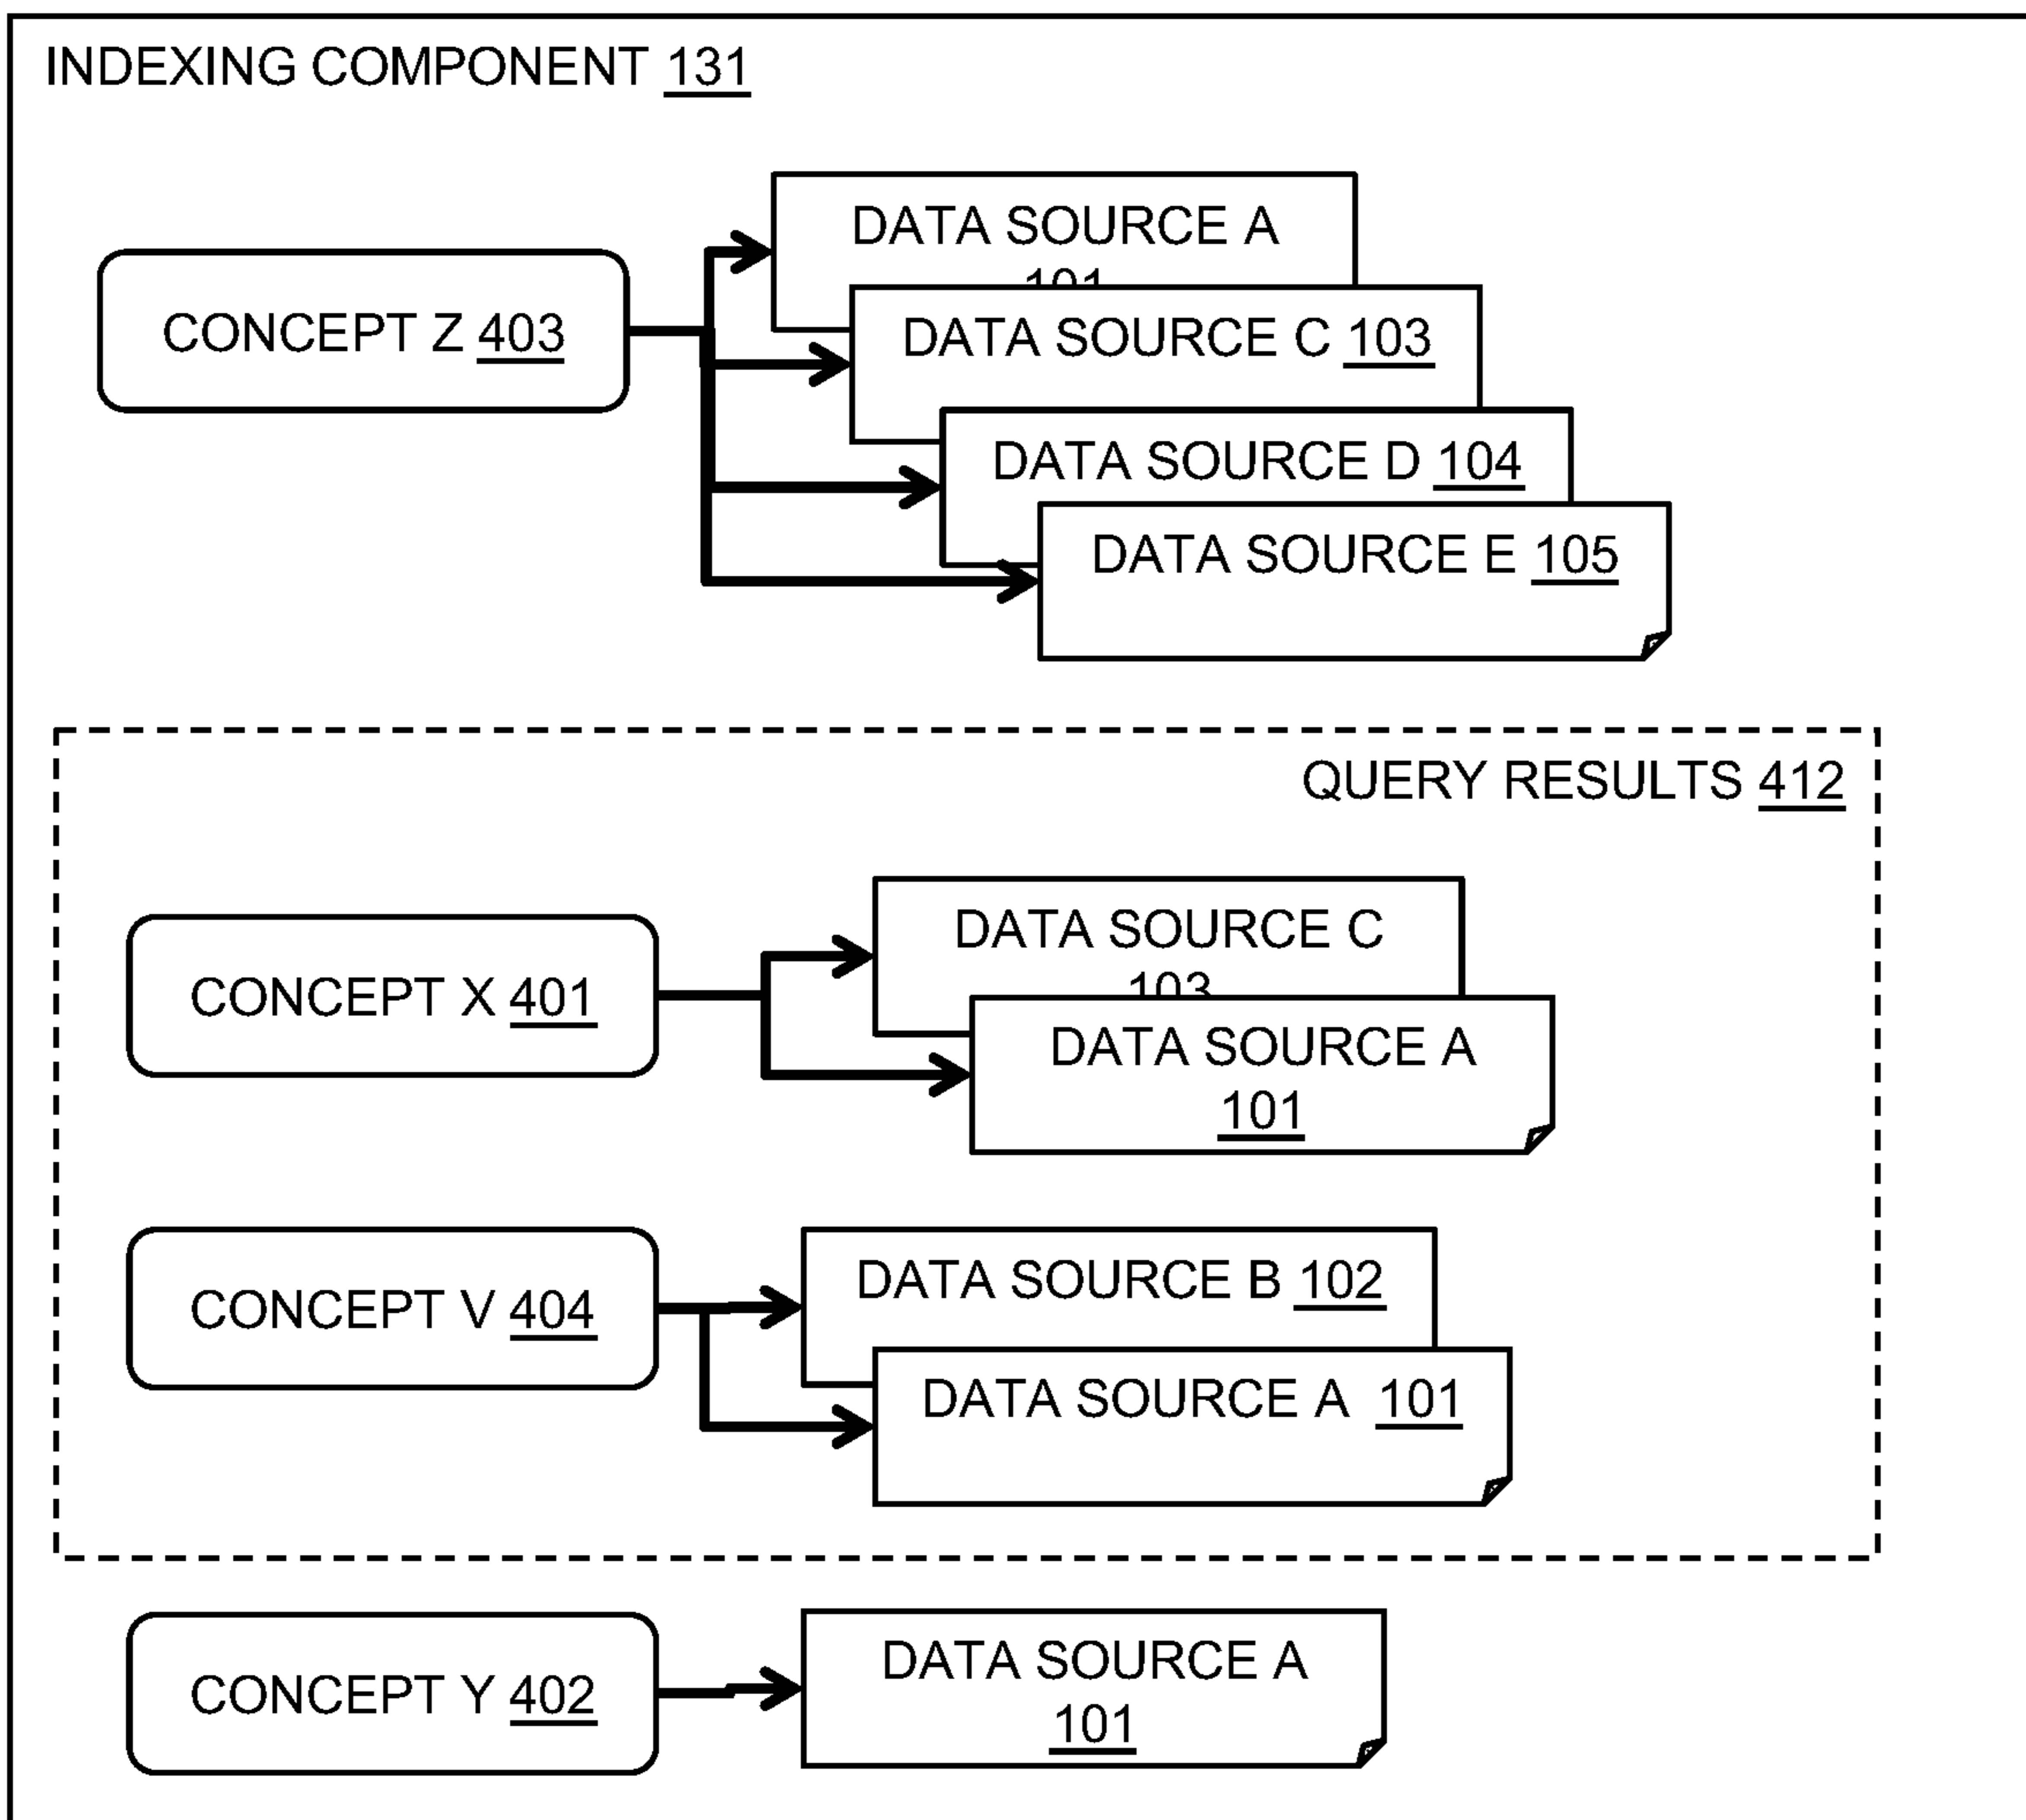 INDEXING COMPONENT 131
DATA SOURCE A
101
CONCEPT Z 403
DATA SOURCE C 103
DATA SOURCE D 104
DATA SOURCE E 105
QUERY RESULTS 412
DATA SOURCE C
103
CONCEPT X 401
DATA SOURCE A
101
DATA SOURCE B 102
CONCEPT V 404
DATA SOURCE A 101
DATA SOURCE A
CONCEPT Y 402
101